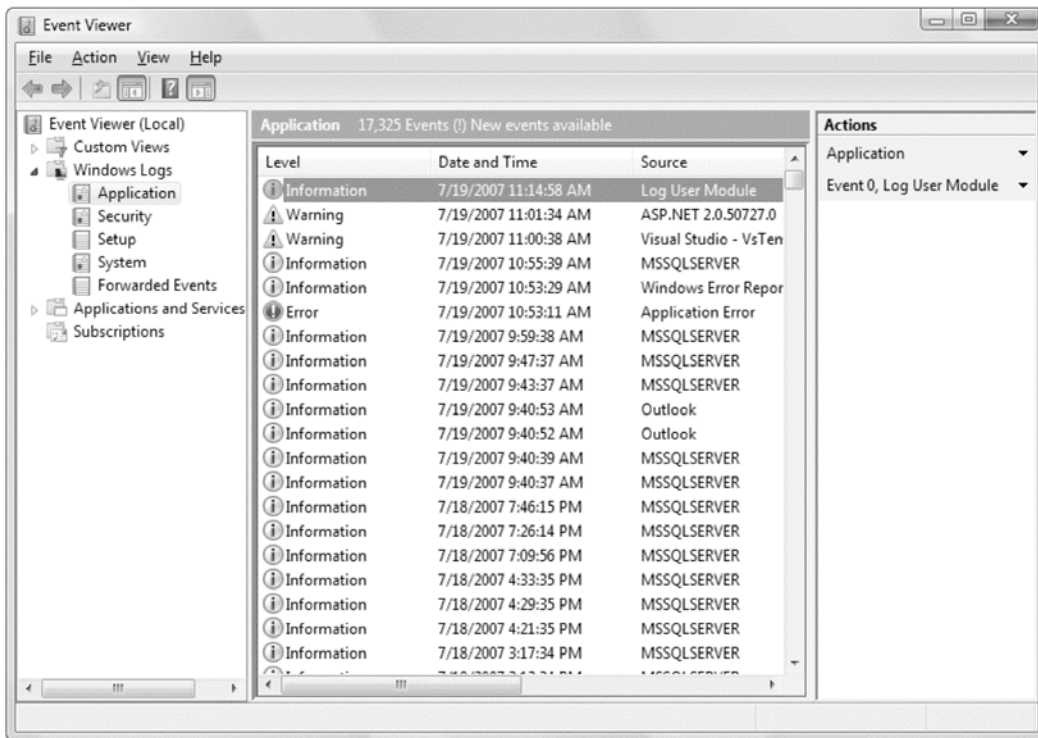 Event Viewer
File Action View Help
Event Viewer (Local)
Custom Views
Windows Logs
Application
Security
Setup
System
Forwarded Events
Applications and Services
Subscriptions
Application 17,325 Events (!) New events available
Level Date and Time Source
Information 7/19/2007 11:14:58 AM Log User Module
Warning 7/19/2007 11:01:34 AM ASP.NET 2.0.50727.0
Warning 7/19/2007 11:00:38 AM Visual Studio - VsTen
Information 7/19/2007 10:55:39 AM MSSQLSERVER
Information 7/19/2007 10:53:29 AM Windows Error Repor
Error 7/19/2007 10:53:11 AM Application Error
Information 7/19/2007 9:59:38 AM MSSQLSERVER
Information 7/19/2007 9:47:37 AM MSSQLSERVER
Information 7/19/2007 9:43:37 AM MSSQLSERVER
Information 7/19/2007 9:40:53 AM Outlook
Information 7/19/2007 9:40:52 AM Outlook
Information 7/19/2007 9:40:39 AM MSSQLSERVER
Information 7/19/2007 9:40:37 AM MSSQLSERVER
Information 7/18/2007 7:46:15 PM MSSQLSERVER
Information 7/18/2007 7:26:14 PM MSSQLSERVER
Information 7/18/2007 7:09:56 PM MSSQLSERVER
Information 7/18/2007 4:33:35 PM MSSQLSERVER
Information 7/18/2007 4:29:35 PM MSSQLSERVER
Information 7/18/2007 4:21:35 PM MSSQLSERVER
Information 7/18/2007 3:17:34 PM MSSQLSERVER
Actions
Application
Event 0, Log User Module